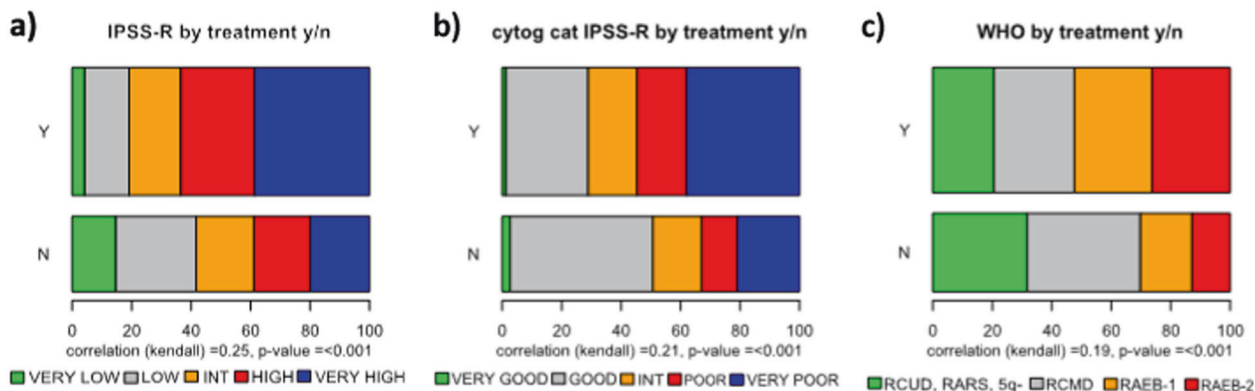 a)
IPSS-R by treatment y/n
Y
N
0 20 40 60 80 100
correlation (kendall) =0.25, p-value =<0.001
VERY LOW LOW INT HIGH VERY HIGH
b)
cytog cat IPSS-R by treatment y/n
Y
N
0 20 40 60 80 100
correlation (kendall) =0.21, p-value =<0.001
VERY GOOD GOOD INT POOR VERY POOR
c)
WHO by treatment y/n
Y
N
0 20 40 60 80 100
correlation (kendall) =0.19, p-value =<0.001
RCUD, RARS, 5q- RCMD RAEB-1 RAEB-2